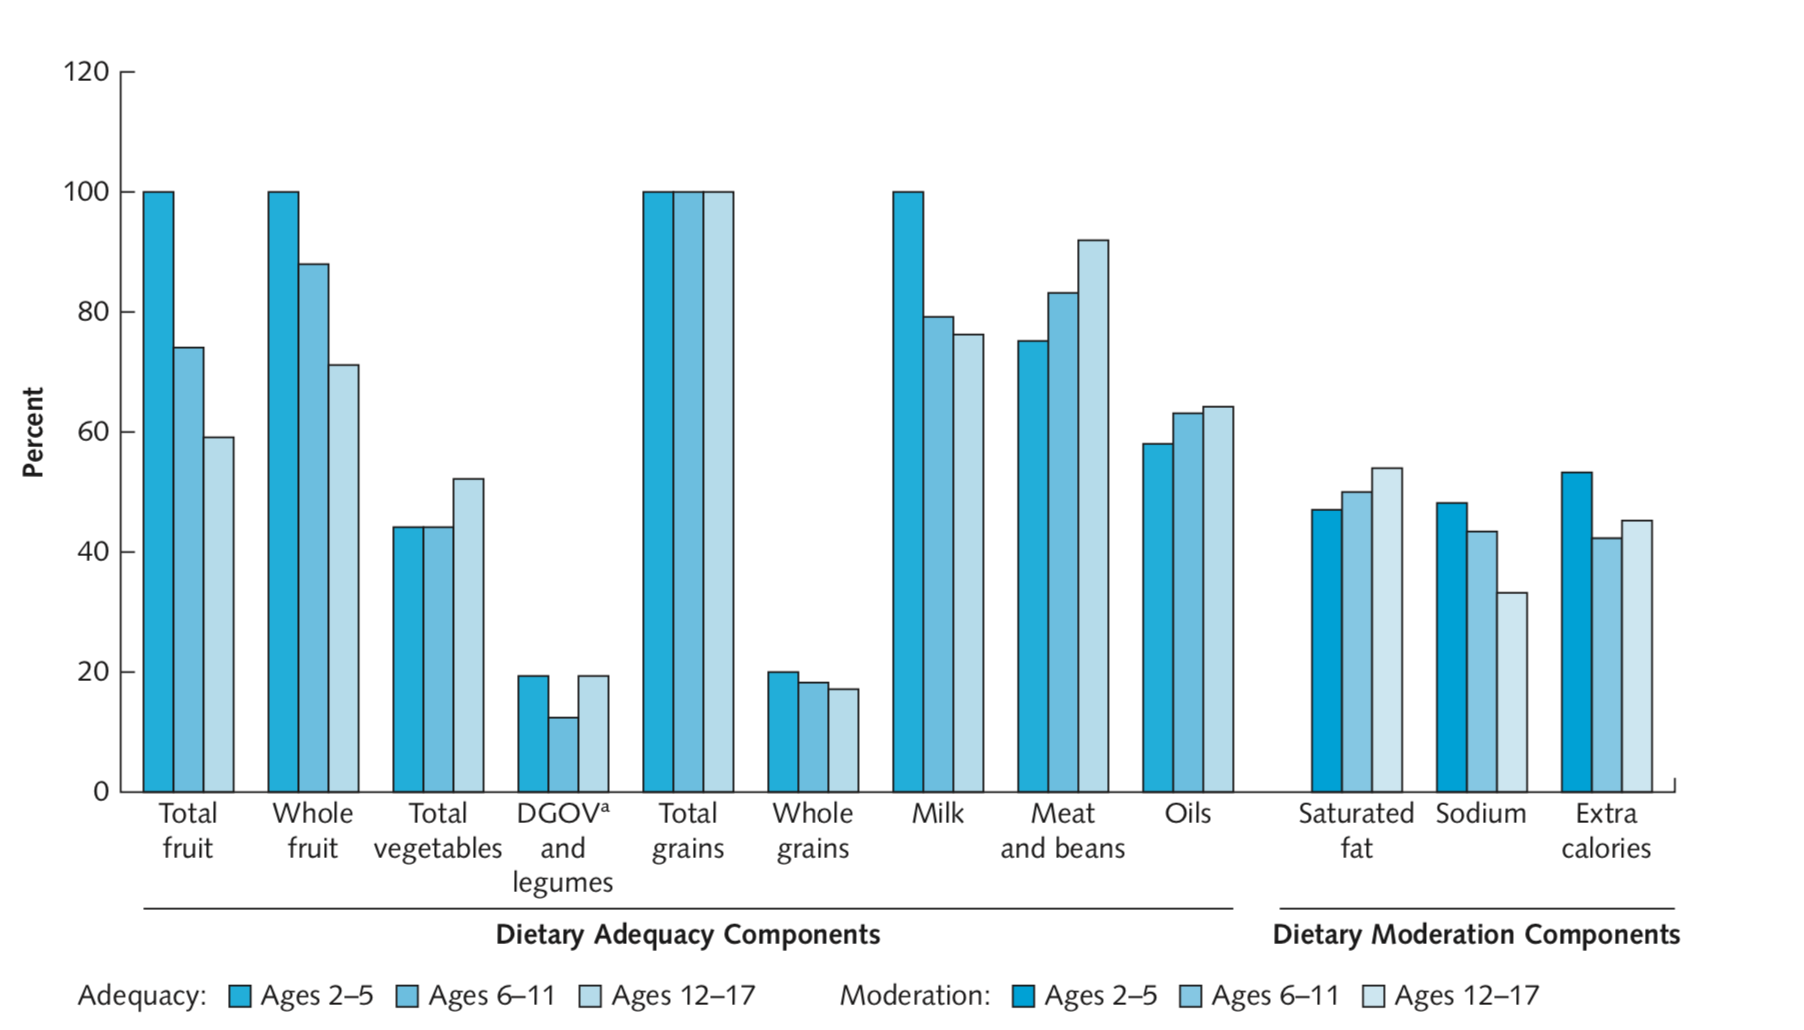 120
100
80
60
40
20
0
Percent
Total fruit
Whole fruit
Total vegetables
DGOVᵃ and legumes
Total grains
Whole grains
Milk
Meat and beans
Oils
Saturated fat
Sodium
Extra calories
Dietary Adequacy Components
Dietary Moderation Components
Adequacy: Ages 2–5 Ages 6–11 Ages 12–17
Moderation: Ages 2–5 Ages 6–11 Ages 12–17